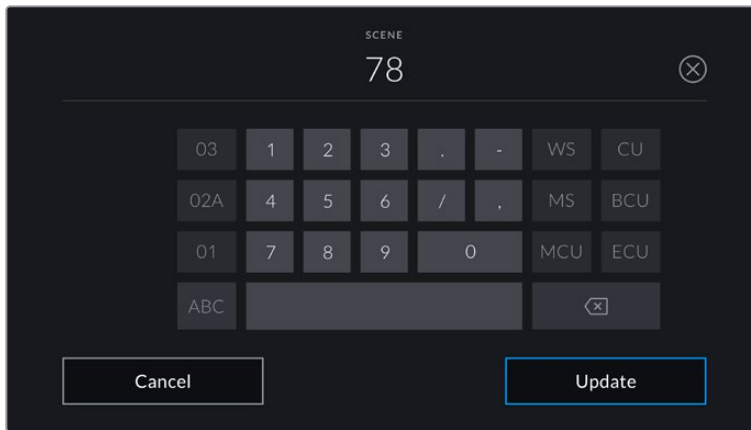 SCENE
78
03 1 2 3 . - WS CU
02A 4 5 6 / , MS BCU
01 7 8 9 0 MCU ECU
ABC
Cancel Update